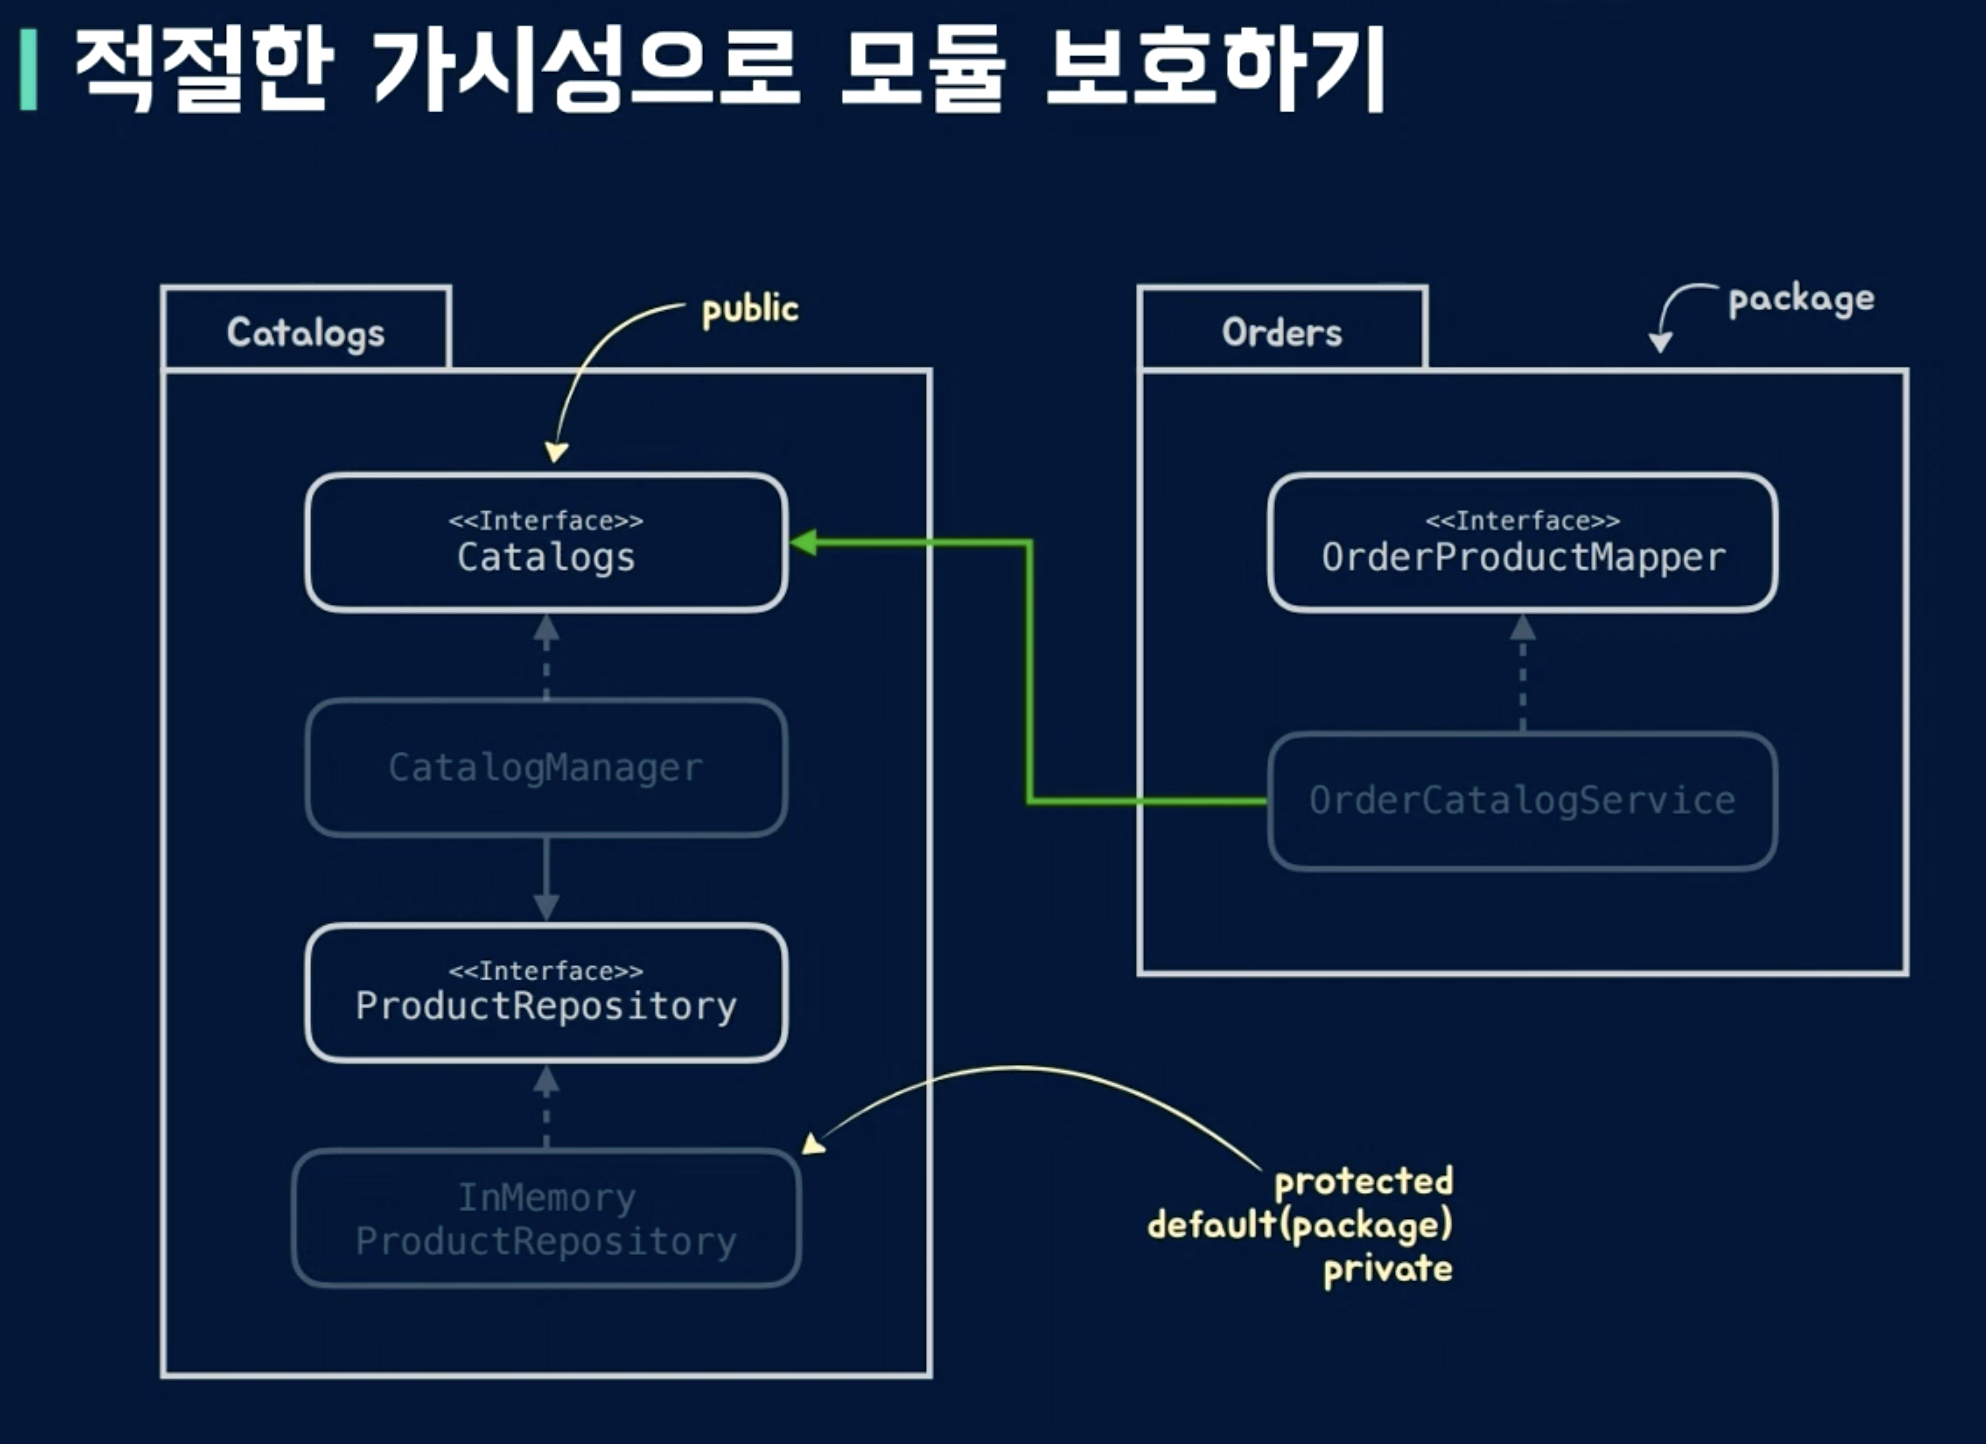 적절한 가시성으로 모듈 보호하기
Catalogs
public
<<Interface>>
Catalogs
CatalogManager
<<Interface>>
ProductRepository
InMemory
ProductRepository
Orders
package
<<Interface>>
OrderProductMapper
OrderCatalogService
protected
default(package)
private